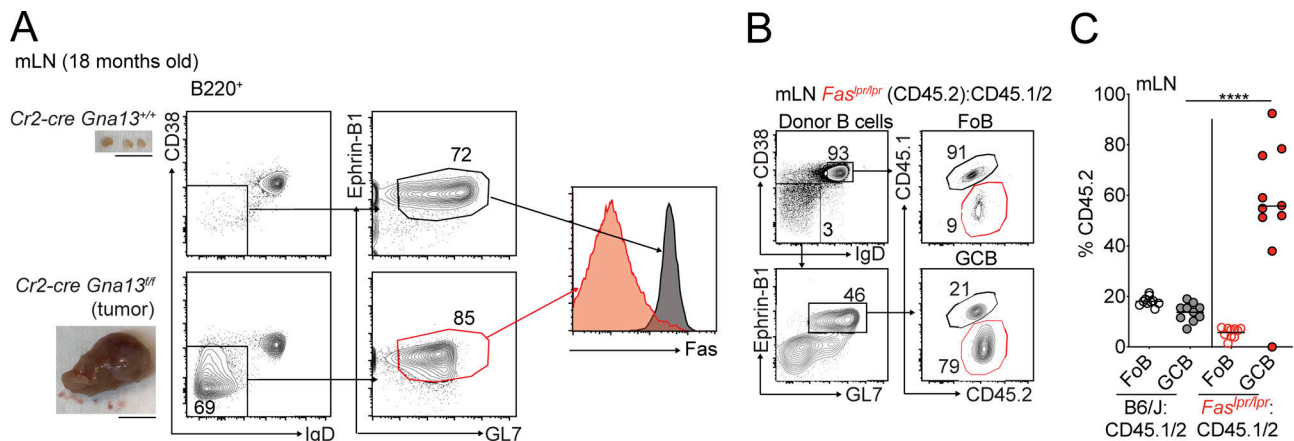 A
mLN (18 months old)
B220+
Cr2-cre Gna13+/+
CD38
Ephrin-B1
72
Cr2-cre Gna13f/f
(tumor)
69
85
IgD
GL7
Fas
B
mLN Faslpr/lpr (CD45.2):CD45.1/2
Donor B cells
FoB
CD38
93
3
IgD
CD45.1
91
9
GCB
Ephrin-B1
46
GL7
21
79
CD45.2
C
mLN
****
% CD45.2
100
80
60
40
20
0
FoB
GCB
FoB
GCB
B6/J:
CD45.1/2
Faslpr/lpr:
CD45.1/2